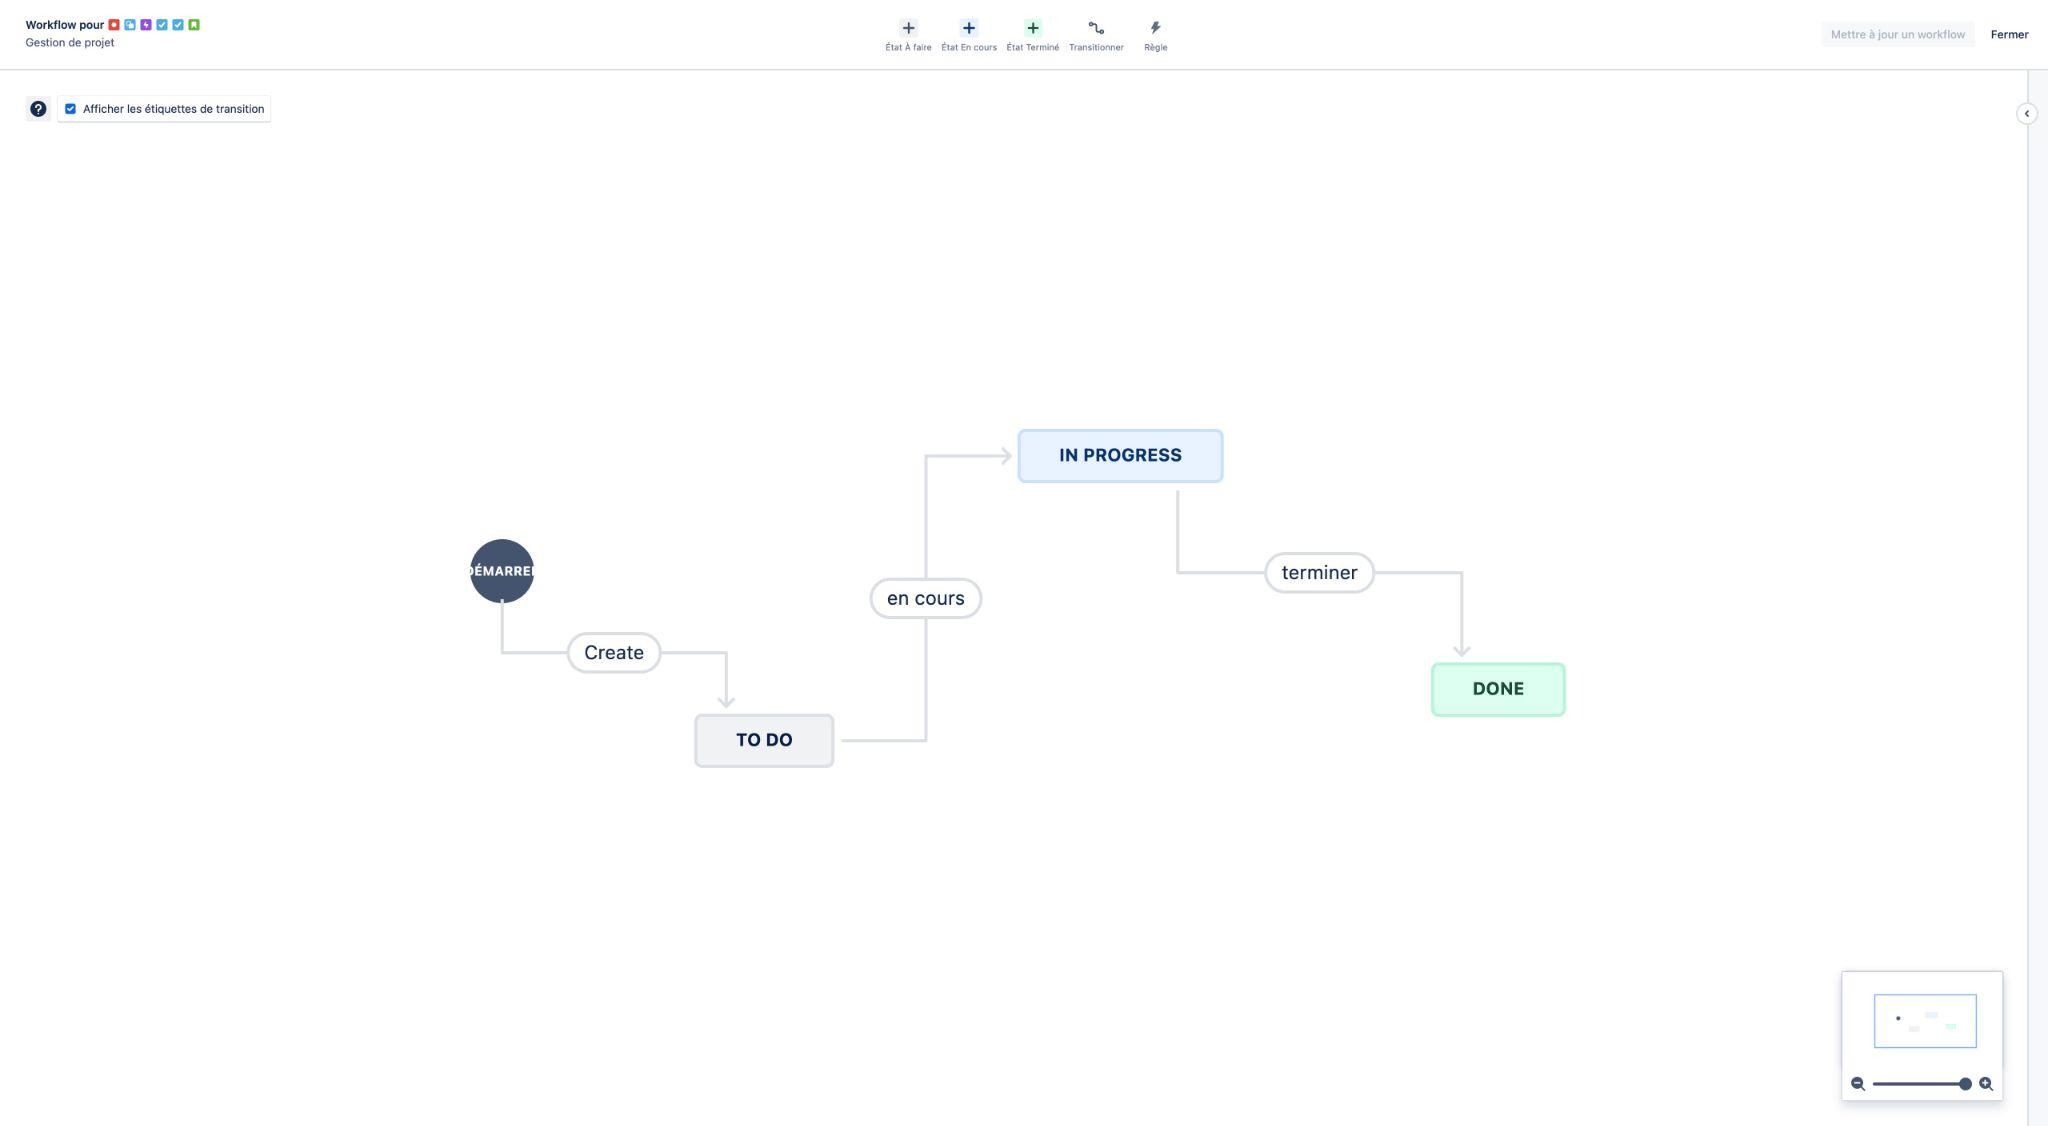 Workflow pour
Gestion de projet
État À faire
État En cours
État Terminé
Transitionner
Règle
Mettre à jour un workflow
Fermer
Afficher les étiquettes de transition
IN PROGRESS
DÉMARRER
terminer
en cours
Create
DONE
TO DO